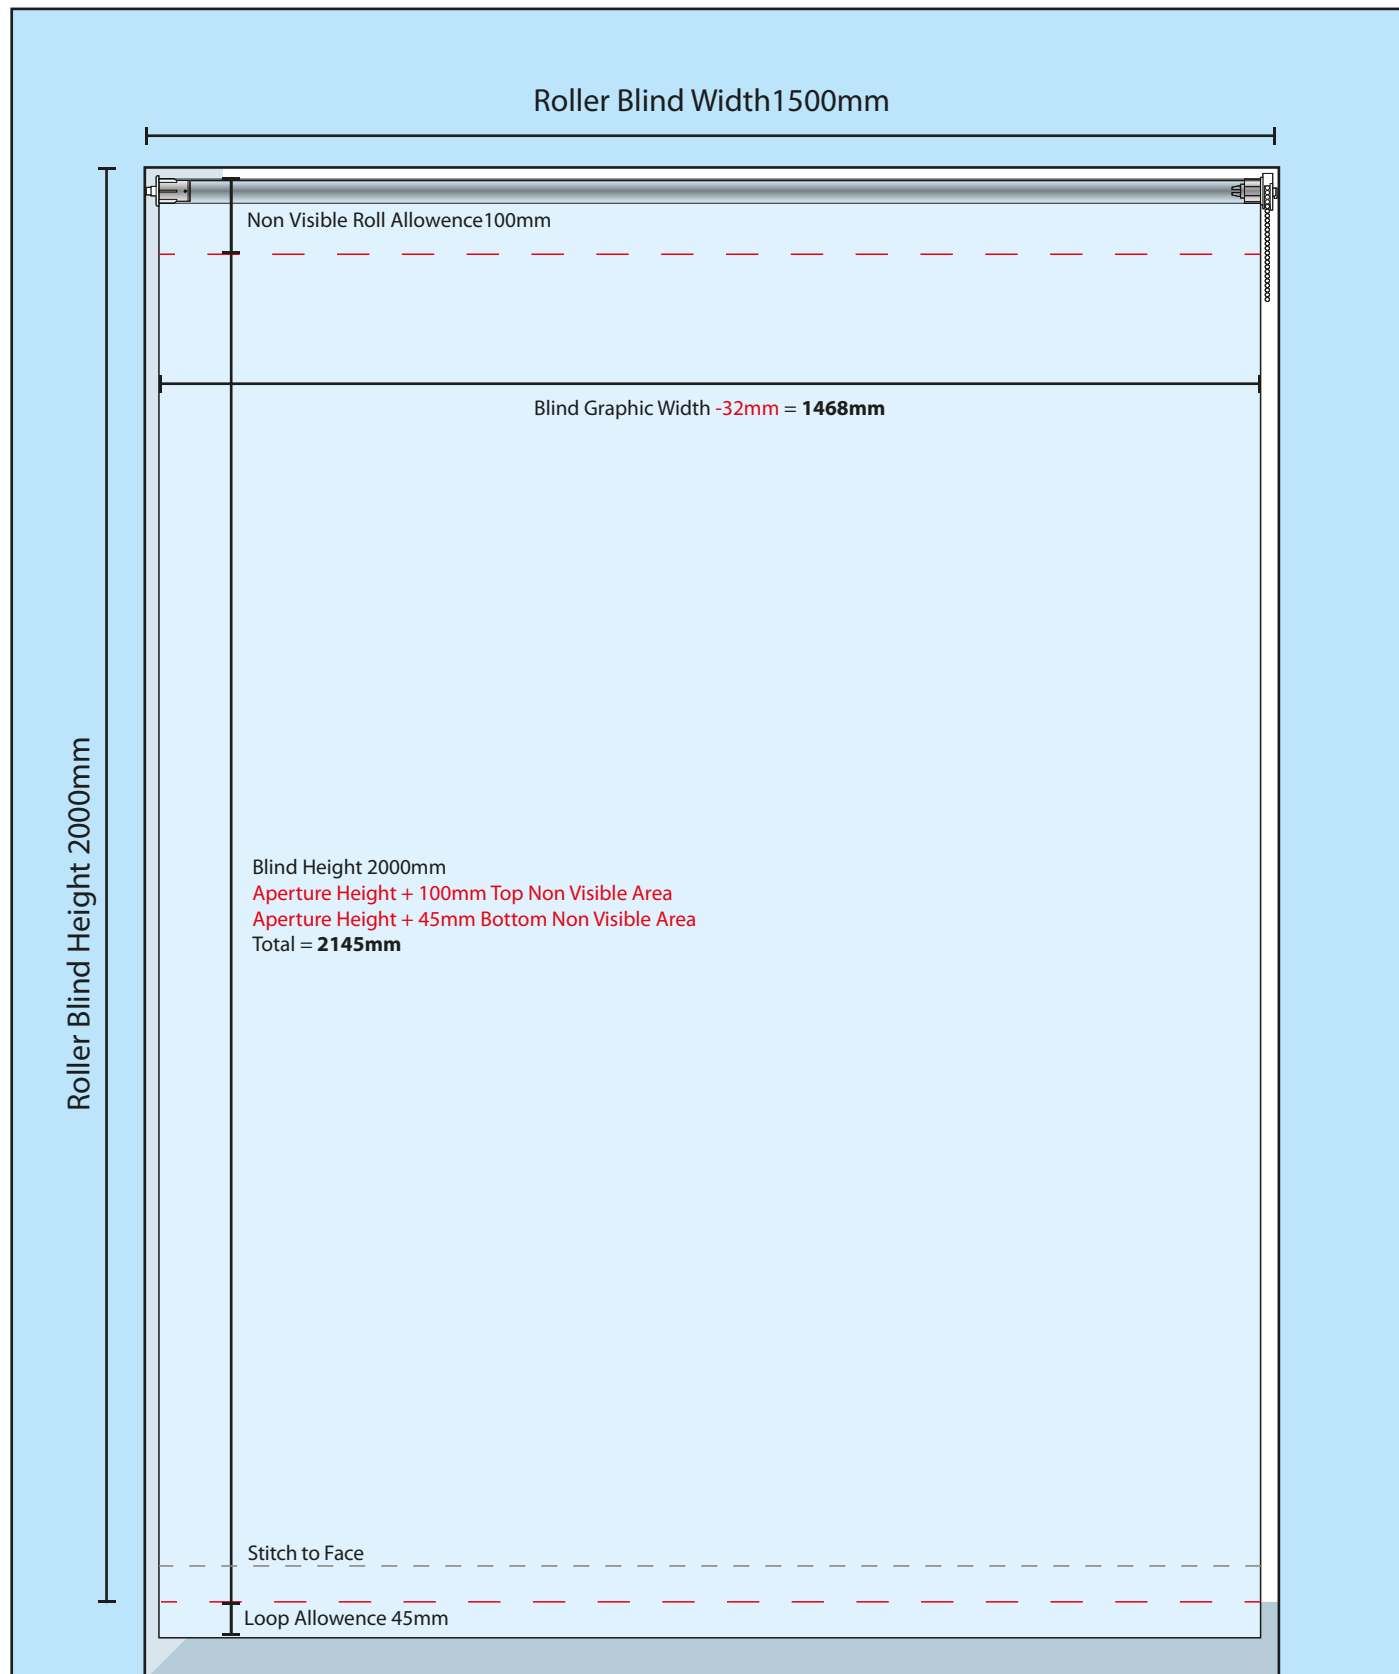 Roller Blind Width1500mm
Non Visible Roll Allowence100mm
Blind Graphic Width -32mm = 1468mm
Roller Blind Height 2000mm
Blind Height 2000mm
Aperture Height + 100mm Top Non Visible Area
Aperture Height + 45mm Bottom Non Visible Area
Total = 2145mm
Stitch to Face
Loop Allowence 45mm